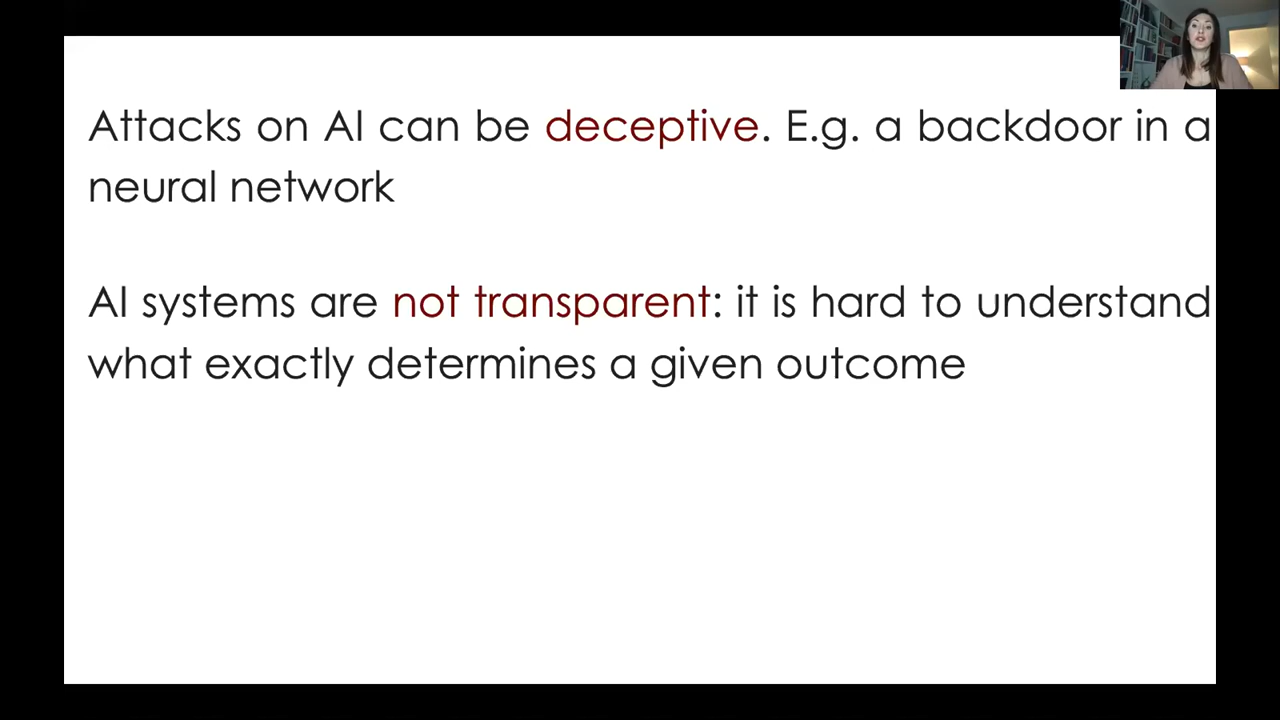 Attacks on AI can be deceptive. E.g. a backdoor in a
neural network
AI systems are not transparent: it is hard to understand
what exactly determines a given outcome